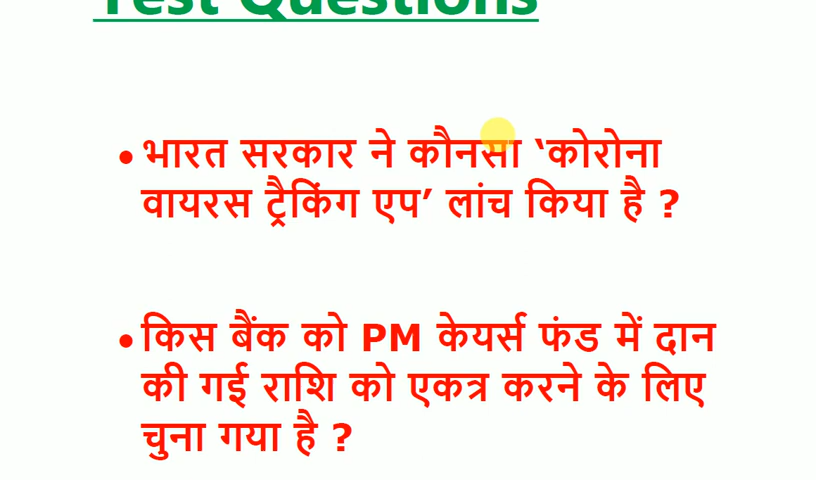 Test Questions
• भारत सरकार ने कौनसा ‘कोरोना
वायरस ट्रैकिंग एप’ लांच किया है ?
• किस बैंक को PM केयर्स फंड में दान
की गई राशि को एकत्र करने के लिए
चुना गया है ?